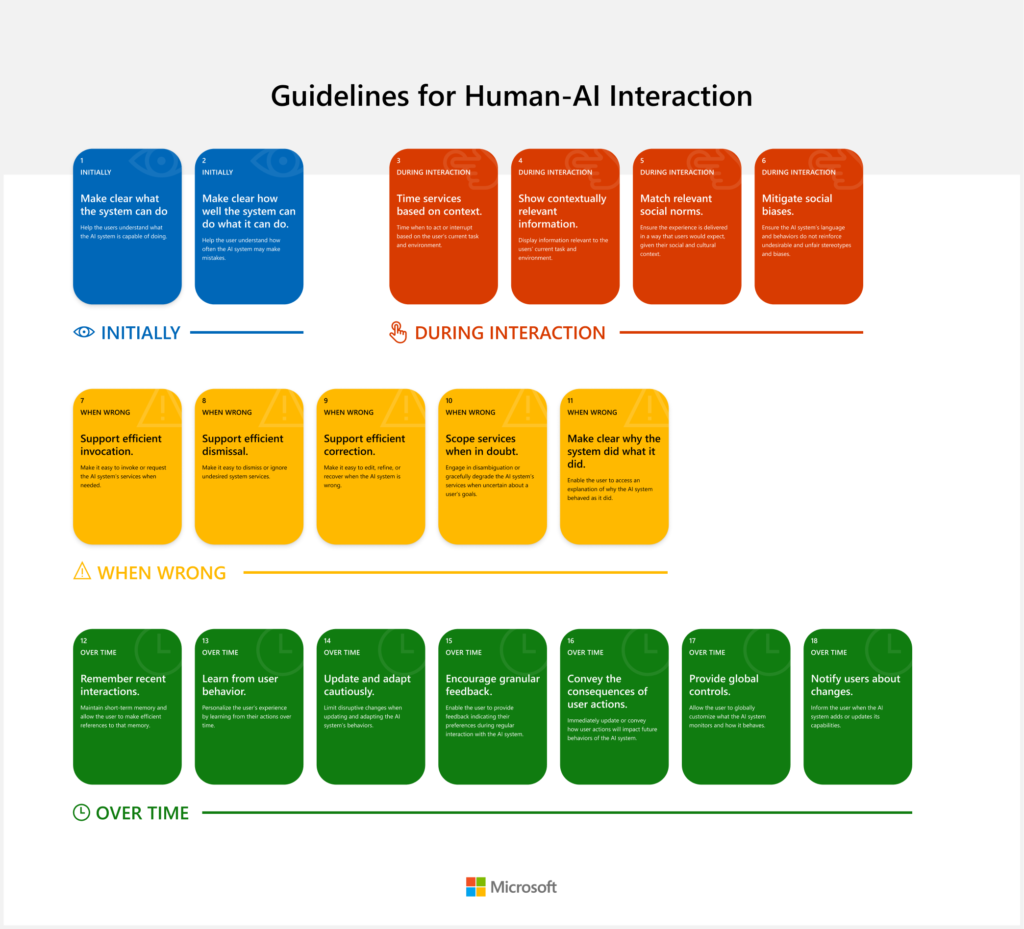 Guidelines for Human-AI Interaction
1
INITIALLY
Make clear what
the system can do
Help the users understand what
the AI system is capable of doing.
2
INITIALLY
Make clear how
well the system can
do what it can do.
Help the user understand how
often the AI system may make
mistakes.
3
DURING INTERACTION
Time services
based on context.
Time when to act or interrupt
based on the user's current task
and environment.
4
DURING INTERACTION
Show contextually
relevant
information.
Display information relevant to the
users' current task and
environment.
5
DURING INTERACTION
Match relevant
social norms.
Ensure the experience is delivered
in a way that users would expect,
given their social and cultural
context.
6
DURING INTERACTION
Mitigate social
biases.
Ensure the AI system's language
and behaviors do not reinforce
undesirable and unfair stereotypes
and biases.
INITIALLY
DURING INTERACTION
7
WHEN WRONG
Support efficient
invocation.
Make it easy to invoke or request
the AI system's services when
needed.
8
WHEN WRONG
Support efficient
dismissal.
Make it easy to dismiss or ignore
undesired system services.
9
WHEN WRONG
Support efficient
correction.
Make it easy to edit, refine, or
recover when the AI system is
wrong.
10
WHEN WRONG
Scope services
when in doubt.
Engage in disambiguation or
gracefully degrade the AI system's
services when uncertain about a
user's goals.
11
WHEN WRONG
Make clear why the
system did what it
did.
Enable the user to access an
explanation of why the AI system
behaved as it did.
WHEN WRONG
12
OVER TIME
Remember recent
interactions.
Maintain short-term memory and
allow the user to make efficient
references to that memory.
13
OVER TIME
Learn from user
behavior.
Personalize the user's experience
by learning from their actions over
time.
14
OVER TIME
Update and adapt
cautiously.
Limit disruptive changes when
updating and adapting the AI
system's behaviors.
15
OVER TIME
Encourage granular
feedback.
Enable the user to provide
feedback indicating their
preferences during regular
interaction with the AI system.
16
OVER TIME
Convey the
consequences of
user actions.
Immediately update or convey
how user actions will impact future
behaviors of the AI system.
17
OVER TIME
Provide global
controls.
Allow the user to globally
customize what the AI system
monitors and how it behaves.
18
OVER TIME
Notify users about
changes.
Inform the user when the AI
system adds or updates its
capabilities.
OVER TIME
Microsoft